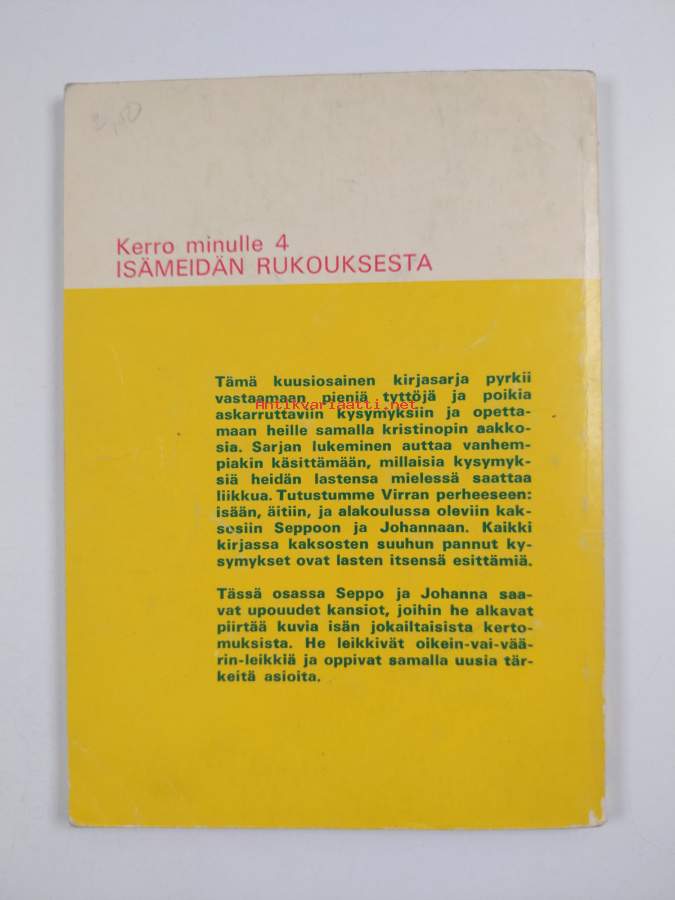 2,50
Kerro minulle 4
ISÄMEIDÄN RUKOUKSESTA
Tämä kuusiosainen kirjasarja pyrkii
vastaamaan pieniä tyttöjä ja poikia
askarruttaviin kysymyksiin ja opetta-
Antikvariaatti.net
maan heille samalla kristinopin aakko-
sia. Sarjan lukeminen auttaa vanhem-
piakin käsittämään, millaisia kysymyk-
siä heidän lastensa mielessä saattaa
liikkua. Tutustumme Virran perheeseen:
isään, äitiin, ja alakoulussa oleviin kak-
sosiin Seppoon ja Johannaan. Kaikki
kirjassa kaksosten suuhun pannut ky-
symykset ovat lasten itsensä esittämiä.
Tässä osassa Seppo ja Johanna saa-
vat upouudet kansiot, joihin he alkavat
piirtää kuvia isän jokailtaisista kerto-
muksista. He leikkivät oikein-vai-vää-
rin-leikkiä ja oppivat samalla uusia tär-
keitä asioita.